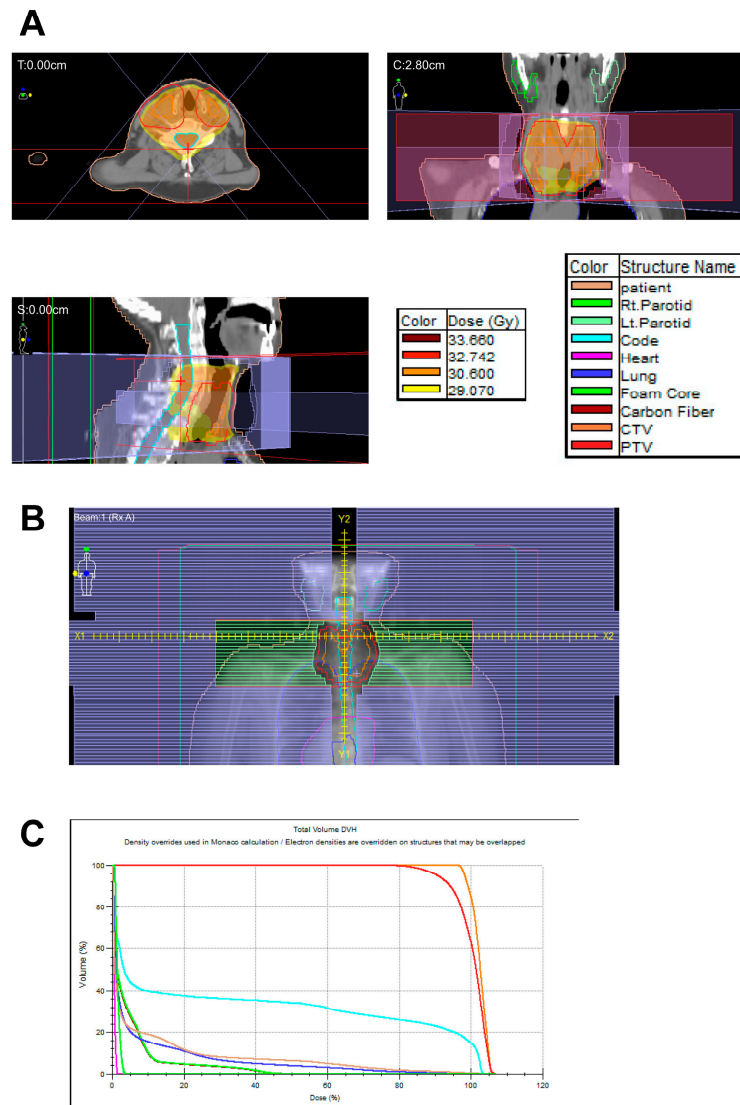 A
T:0.00cm
C:2.80cm
S:0.00cm
Color Dose (Gy)
33.660
32.742
30.600
29.070
Color Structure Name
patient
Rt.Parotid
Lt.Parotid
Code
Heart
Lung
Foam Core
Carbon Fiber
CTV
PTV
B
Beam:1 (Rx A)
Y2
X1
X2
Y1
C
Total Volume DVH
Density overrides used in Monaco calculation / Electron densities are overridden on structures that may be overlapped
Volume (%)
100
80
60
40
20
0
0 20 40 60 80 100 120
Dose (%)